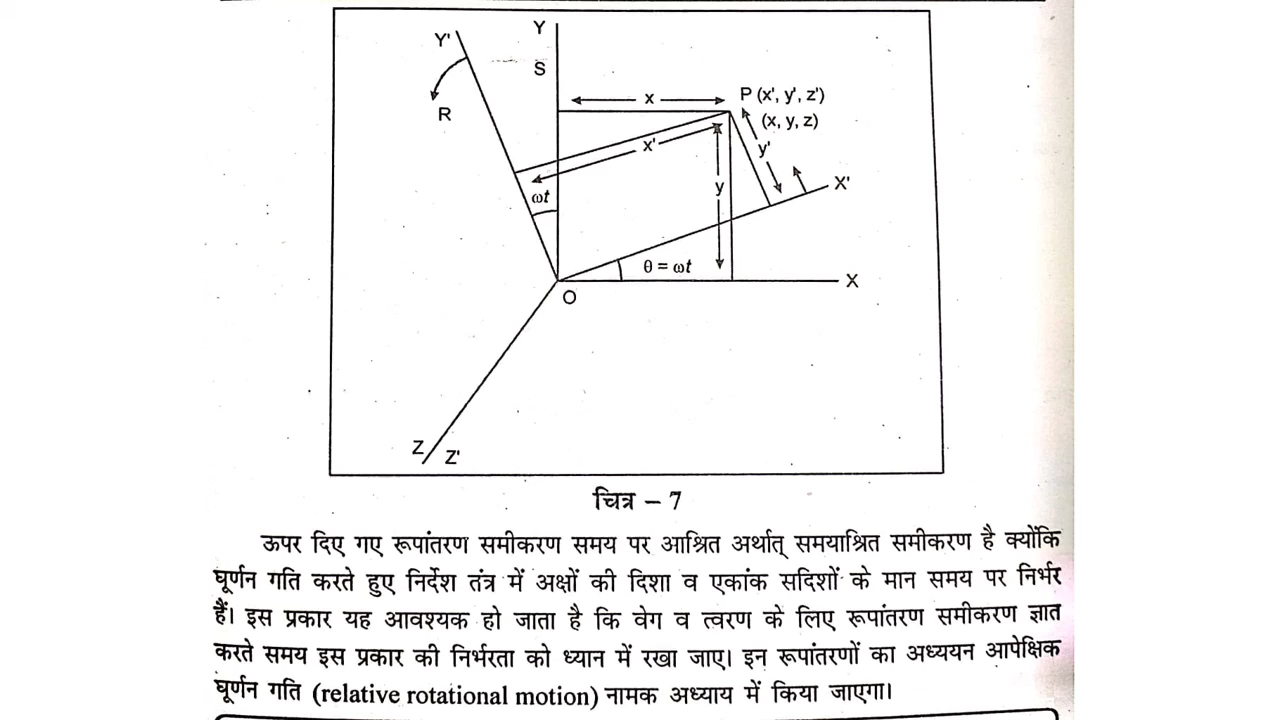 Y'
Y
S
R
x
P (x', y', z')
(x, y, z)
x'
y'
y
X'
ωt
θ = ωt
X
O
Z
Z'
चित्र – 7
ऊपर दिए गए रूपांतरण समीकरण समय पर आश्रित अर्थात् समयाश्रित समीकरण है क्योंकि
घूर्णन गति करते हुए निर्देश तंत्र में अक्षों की दिशा व एकांक सदिशों के मान समय पर निर्भर
हैं। इस प्रकार यह आवश्यक हो जाता है कि वेग व त्वरण के लिए रूपांतरण समीकरण ज्ञात
करते समय इस प्रकार की निर्भरता को ध्यान में रखा जाए। इन रूपांतरणों का अध्ययन आपेक्षिक
घूर्णन गति (relative rotational motion) नामक अध्याय में किया जाएगा।